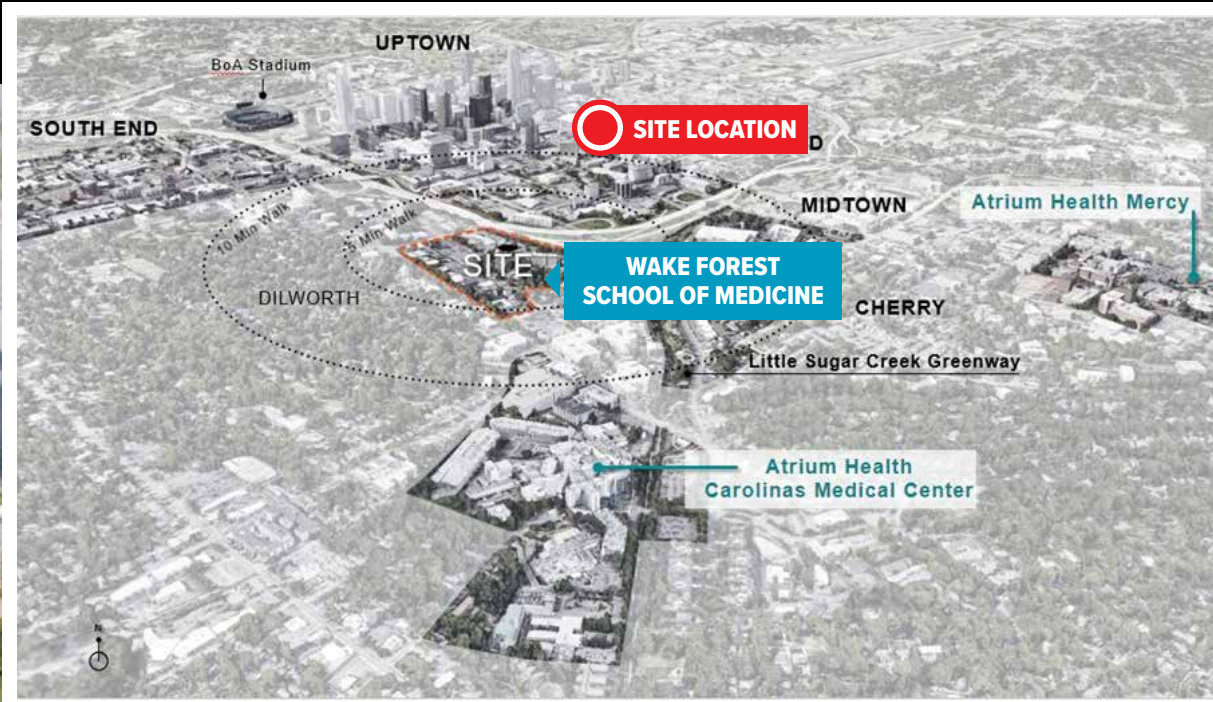 UPTOWN
BoA Stadium
SOUTH END
SITE LOCATION
D
MIDTOWN
Atrium Health Mercy
10 Min Walk
5 Min Walk
SITE
WAKE FOREST
SCHOOL OF MEDICINE
DILWORTH
CHERRY
Little Sugar Creek Greenway
Atrium Health
Carolinas Medical Center
N